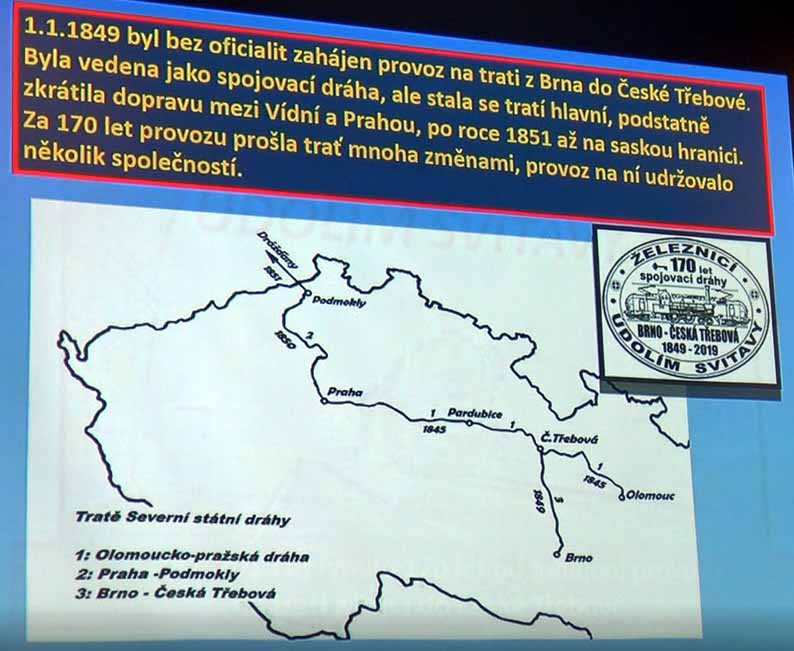 1.1.1849 byl bez oficialit zahájen provoz na trati z Brna do České Třebové.
Byla vedena jako spojovací dráha, ale stala se tratí hlavní, podstatně
zkrátila dopravu mezi Vídní a Prahou, po roce 1851 až na saskou hranici.
Za 170 let provozu prošla trať mnoha změnami, provoz na ní udržovalo
několik společností.
ÚDOLÍM SVITAVY
ŽELEZNICÍ
170 let
spojovací dráhy
BRNO - ČESKÁ TŘEBOVÁ
1849 - 2019
ÚDOLÍM SVITAVY
Drážďany
1851
Podmokly
1850
2
Praha
1
Pardubice
1845
1
Č.Třebová
1
1845
Olomouc
1849
3
Brno
Tratě Severní státní dráhy
1: Olomoucko-pražská dráha
2: Praha -Podmokly
3: Brno - Česká Třebová